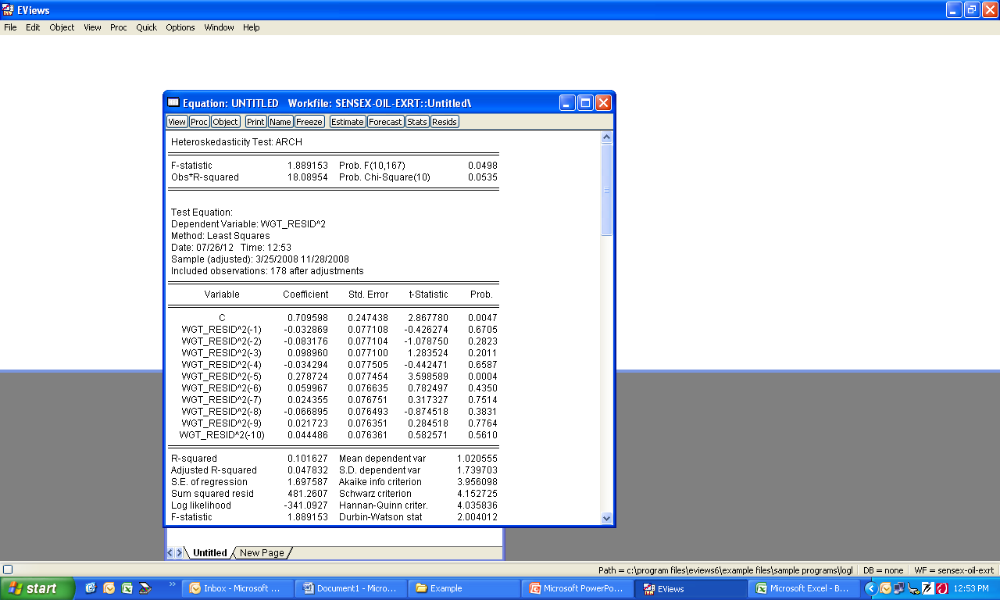 EViews
File Edit Object View Proc Quick Options Window Help
Equation: UNTITLED Workfile: SENSEX-OIL-EXRT::Untitled\
View Proc Object Print Name Freeze Estimate Forecast Stats Resids
Heteroskedasticity Test: ARCH
F-statistic 1.889153 Prob. F(10,167) 0.0498
Obs*R-squared 18.08954 Prob. Chi-Square(10) 0.0535
Test Equation:
Dependent Variable: WGT_RESID^2
Method: Least Squares
Date: 07/26/12 Time: 12:53
Sample (adjusted): 3/25/2008 11/28/2008
Included observations: 178 after adjustments
Variable Coefficient Std. Error t-Statistic Prob.
C 0.709598 0.247438 2.867780 0.0047
WGT_RESID^2(-1) -0.032869 0.077108 -0.426274 0.6705
WGT_RESID^2(-2) -0.083176 0.077104 -1.078750 0.2823
WGT_RESID^2(-3) 0.098960 0.077100 1.283524 0.2011
WGT_RESID^2(-4) -0.034294 0.077505 -0.442471 0.6587
WGT_RESID^2(-5) 0.278724 0.077454 3.598589 0.0004
WGT_RESID^2(-6) 0.059967 0.076635 0.782497 0.4350
WGT_RESID^2(-7) 0.024355 0.076751 0.317327 0.7514
WGT_RESID^2(-8) -0.066895 0.076493 -0.874518 0.3831
WGT_RESID^2(-9) 0.021723 0.076351 0.284518 0.7764
WGT_RESID^2(-10) 0.044486 0.076361 0.582571 0.5610
R-squared 0.101627 Mean dependent var 1.020555
Adjusted R-squared 0.047832 S.D. dependent var 1.739703
S.E. of regression 1.697587 Akaike info criterion 3.956098
Sum squared resid 481.2607 Schwarz criterion 4.152725
Log likelihood -341.0927 Hannan-Quinn criter. 4.035836
F-statistic 1.889153 Durbin-Watson stat 2.004012
Untitled New Page
Path = c:\program files\eviews6\example files\sample programs\logl DB = none WF = sensex-oil-exrt
start Inbox - Microsoft ... Document1 - Micro... Example Microsoft PowerPo... EViews Microsoft Excel - B... 12:53 PM